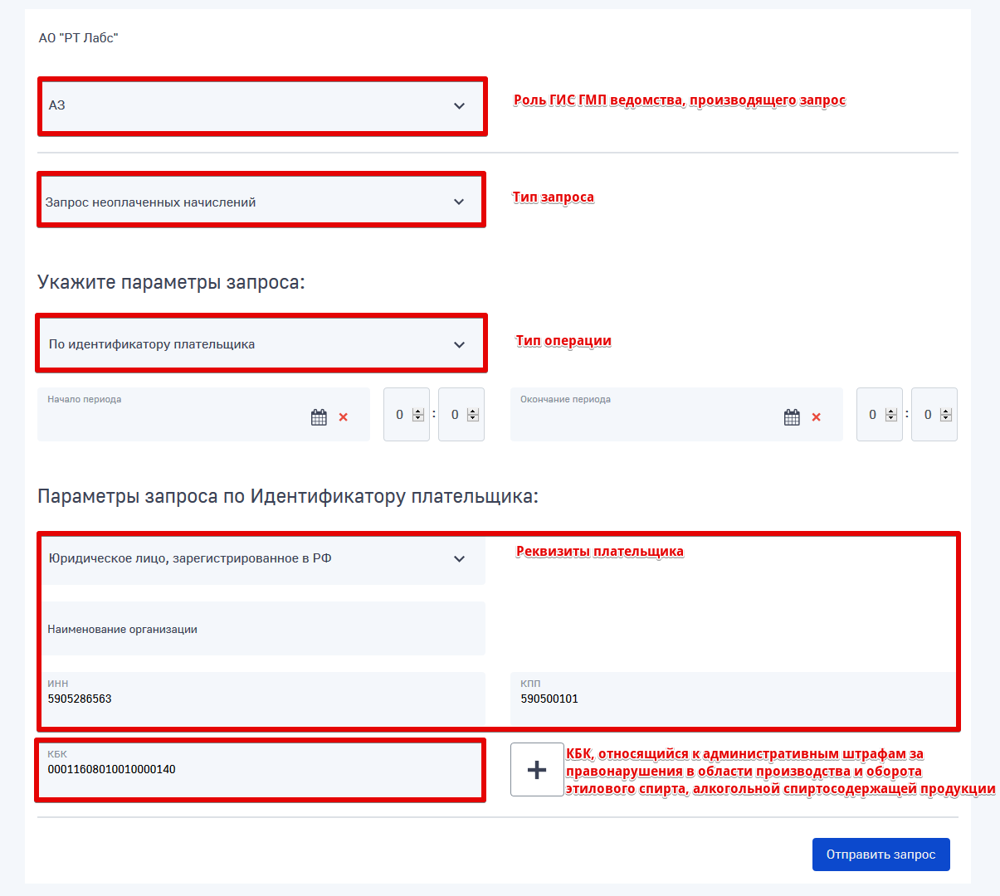 АО "РТ Лабс"
АЗ
Роль ГИС ГМП ведомства, производящего запрос
Запрос неоплаченных начислений
Тип запроса
Укажите параметры запроса:
По идентификатору плательщика
Тип операции
Начало периода
0 : 0
Окончание периода
0 : 0
Параметры запроса по Идентификатору плательщика:
Юридическое лицо, зарегистрированное в РФ
Реквизиты плательщика
Наименование организации
ИНН
5905286563
КПП
590500101
КБК
00011608010010000140
КБК, относящийся к административным штрафам за
правонарушения в области производства и оборота
этилового спирта, алкогольной спиртосодержащей продукции
Отправить запрос